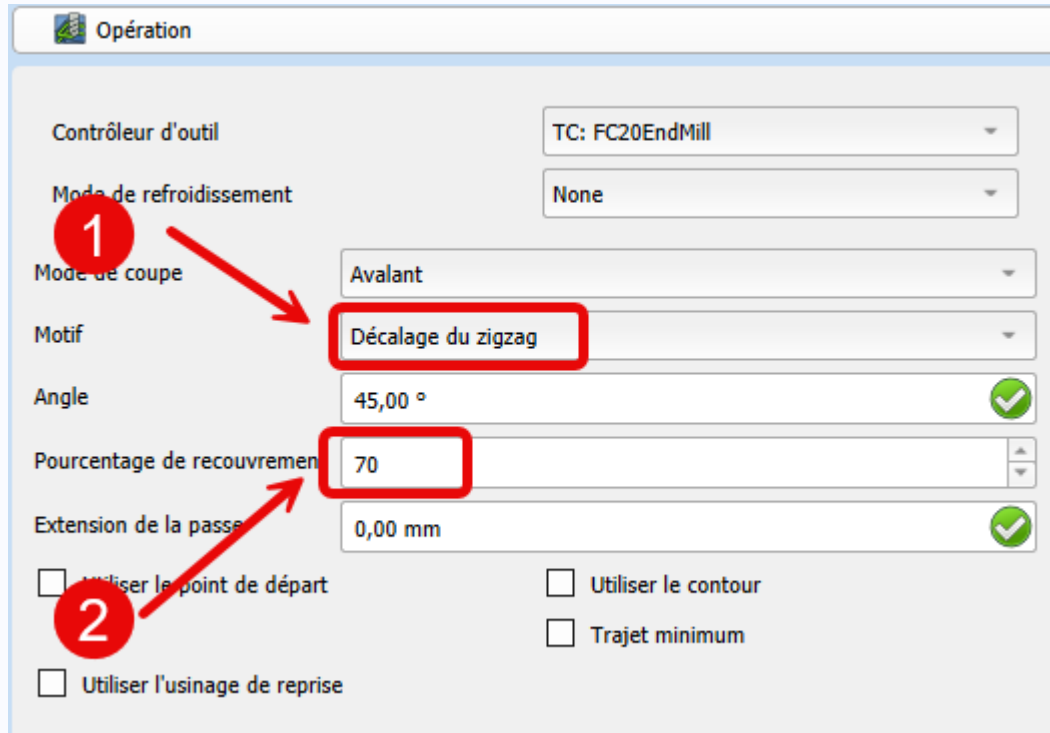 Opération
Contrôleur d'outil TC: FC20EndMill
Mode de refroidissement None
1
Mode de coupe Avalant
Motif Décalage du zigzag
Angle 45,00 °
Pourcentage de recouvremen 70
Extension de la passe 0,00 mm
Utiliser le point de départ Utiliser le contour
2
Trajet minimum
Utiliser l'usinage de reprise